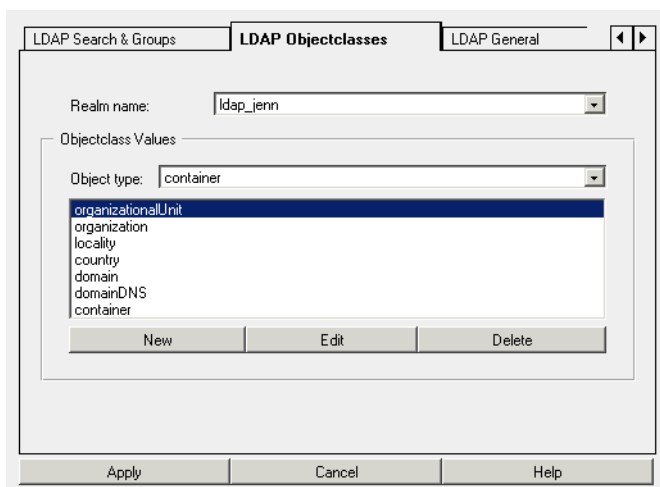 LDAP Search & Groups LDAP Objectclasses LDAP General
Realm name: ldap_jenn
Objectclass Values
Object type: container
organizationalUnit
organization
locality
country
domain
domainDNS
container
New Edit Delete
Apply Cancel Help